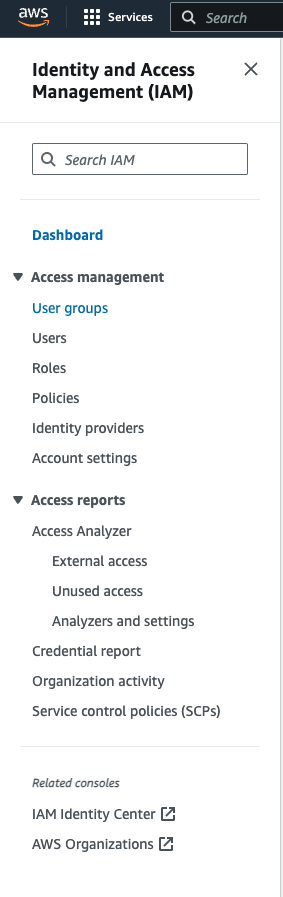 aws
Services
Search
Identity and Access
Management (IAM)
Search IAM
Dashboard
Access management
User groups
Users
Roles
Policies
Identity providers
Account settings
Access reports
Access Analyzer
External access
Unused access
Analyzers and settings
Credential report
Organization activity
Service control policies (SCPs)
Related consoles
IAM Identity Center
AWS Organizations